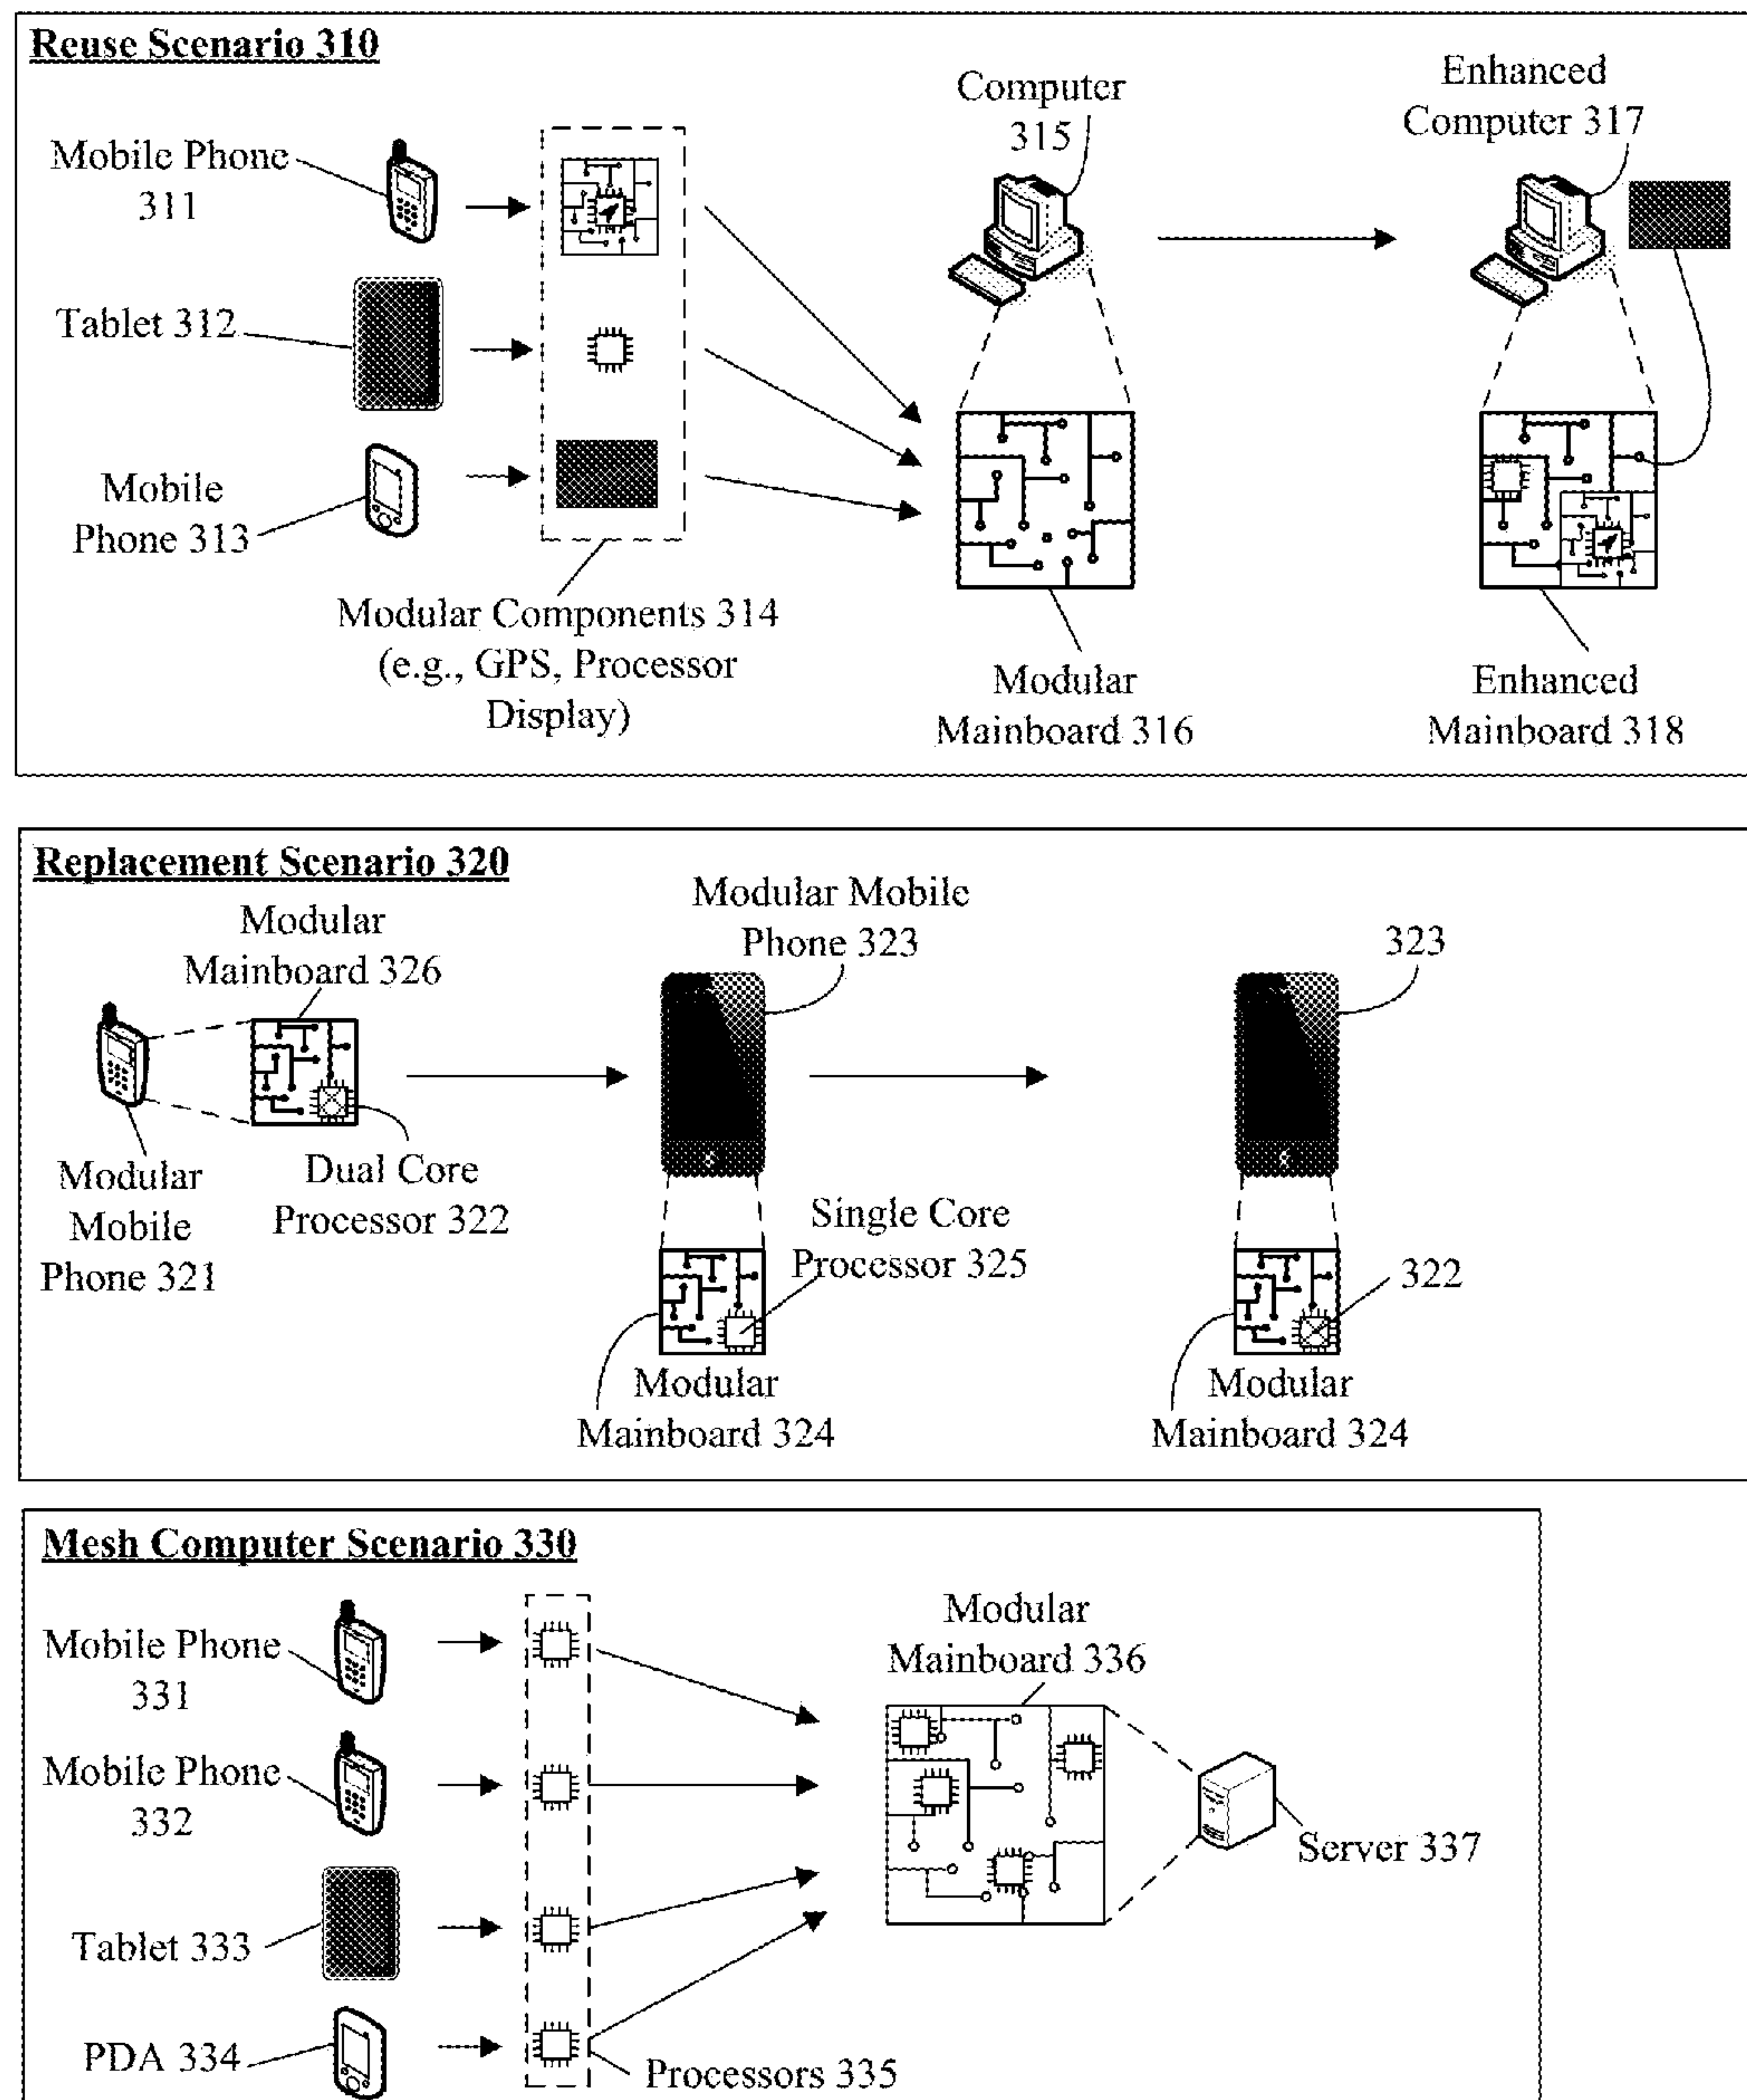 Reuse Scenario 310
Mobile Phone
311
Tablet 312
Mobile
Phone 313
Modular Components 314
(e.g., GPS, Processor
Display)
Computer
315
Enhanced
Computer 317
Modular
Mainboard 316
Enhanced
Mainboard 318
Replacement Scenario 320
Modular
Mainboard 326
Modular
Mobile
Phone 321
Dual Core
Processor 322
Modular Mobile
Phone 323
Single Core
Processor 325
Modular
Mainboard 324
323
322
Modular
Mainboard 324
Mesh Computer Scenario 330
Mobile Phone
331
Mobile Phone
332
Tablet 333
PDA 334
Processors 335
Modular
Mainboard 336
Server 337